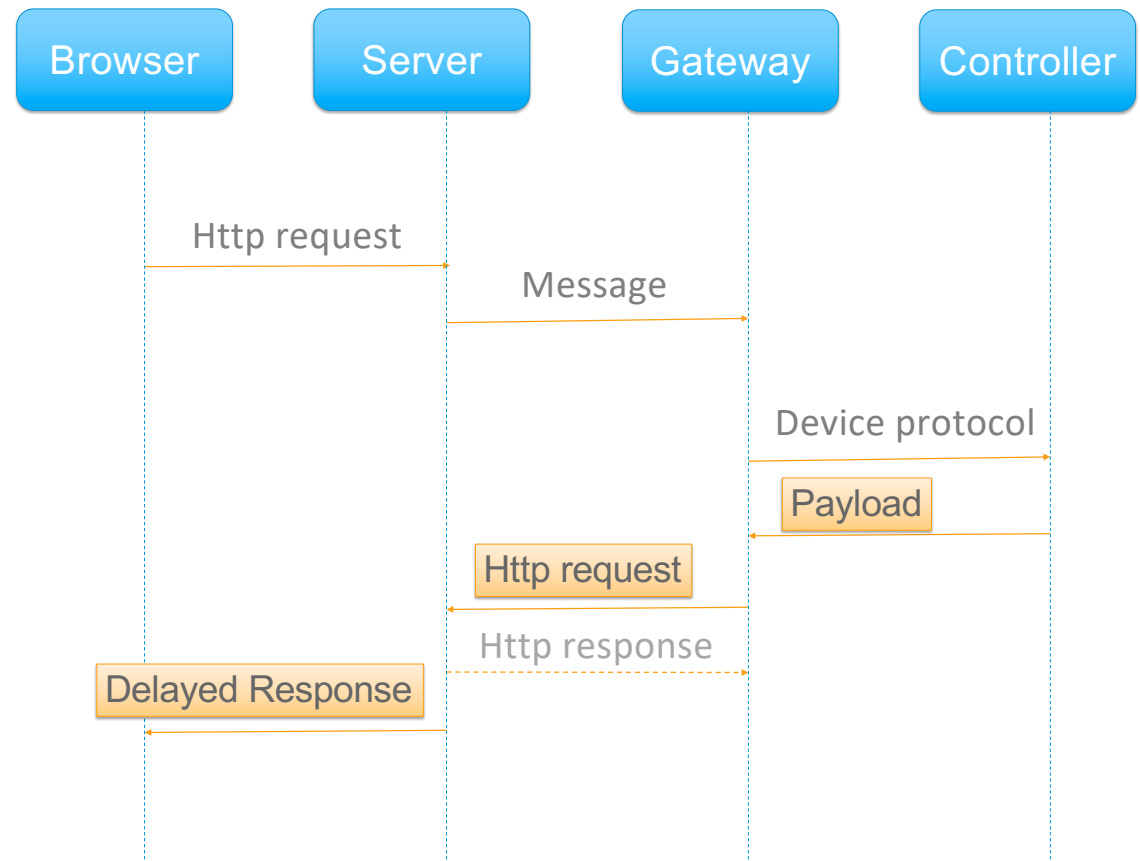 Browser
Server
Gateway
Controller
Http request
Message
Device protocol
Payload
Http request
Http response
Delayed Response